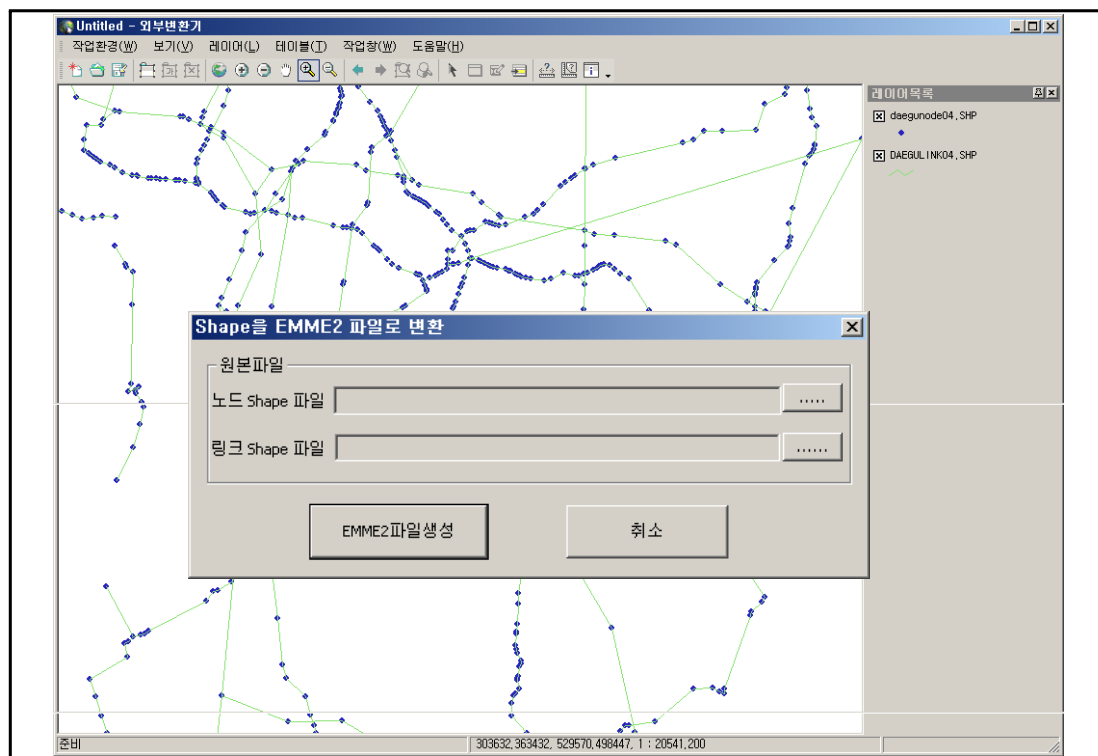 Untitled - 외부변환기
작업환경(W) 보기(V) 레이어(L) 테이블(T) 작업창(W) 도움말(H)
레이어목록
daegunode04.SHP
DAEGULINK04.SHP
Shape을 EMME2 파일로 변환
원본파일
노드 Shape 파일 .....
링크 Shape 파일 ......
EMME2파일생성 취소
준비 303632,363432, 529570,498447, 1 : 20541,200